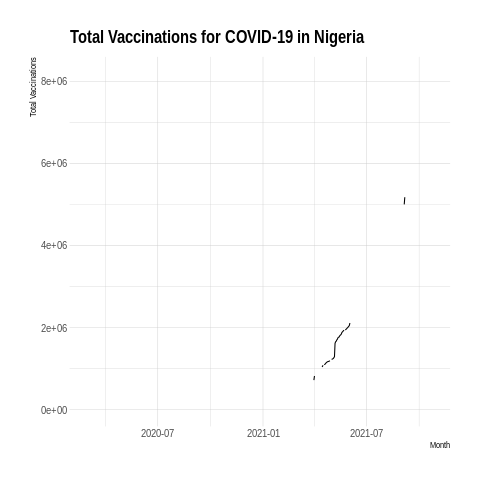 Total Vaccinations for COVID-19 in Nigeria
Total Vaccinations
8e+06
6e+06
4e+06
2e+06
0e+00
2020-07 2021-01 2021-07
Month